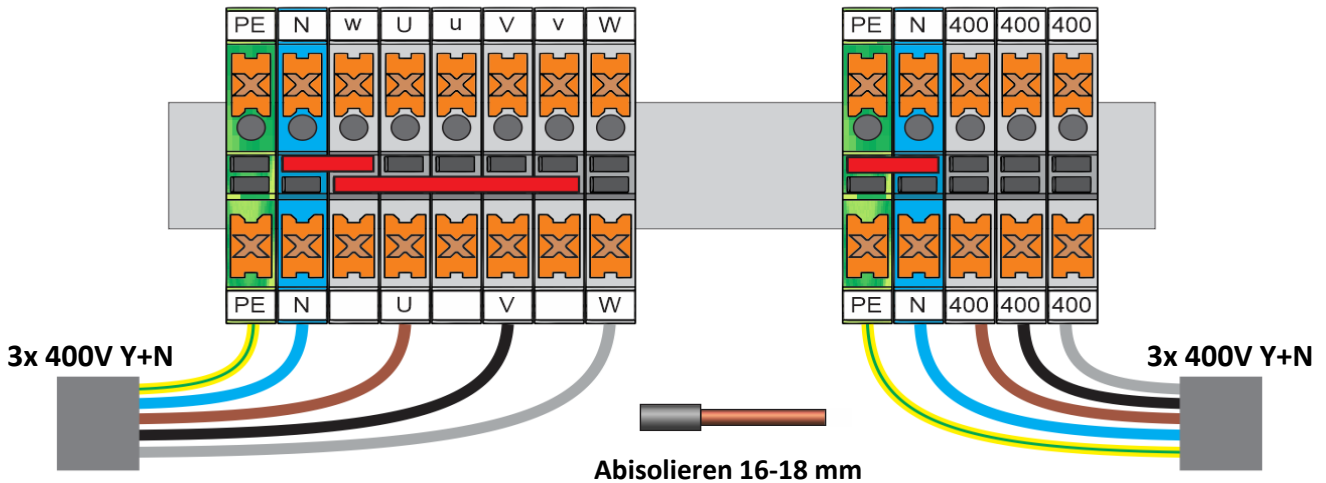 PE N w U u V v W
PE N 400 400 400
PE N U V W
PE N 400 400 400
3x 400V Y+N
3x 400V Y+N
Abisolieren 16-18 mm